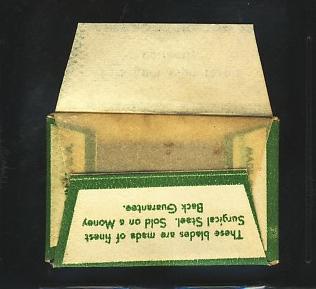 These blades are made of finest
Surgical Steel. Sold on a Money
Back Guarantee.